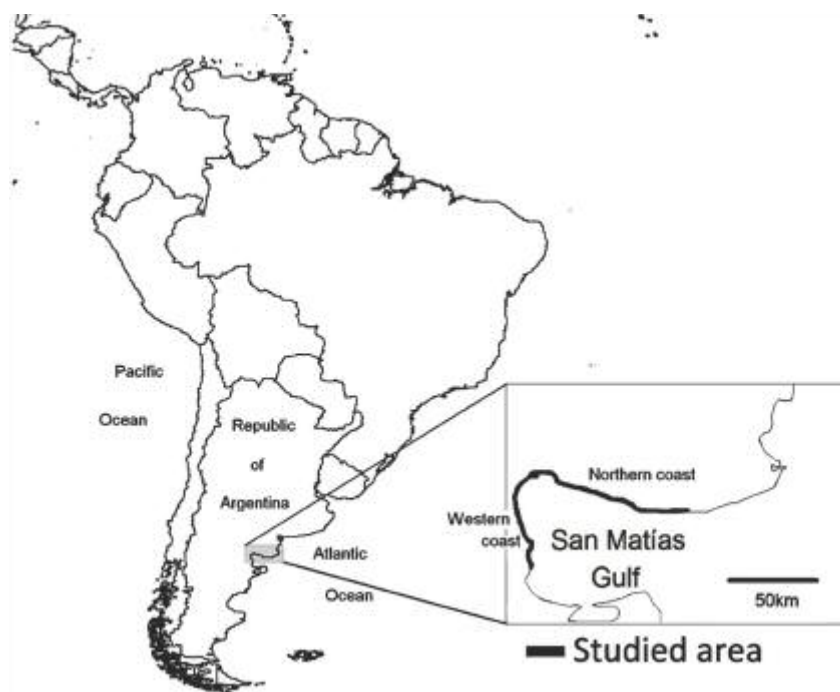 Pacific
Ocean
Republic
of
Argentina
Atlantic
Ocean
Northern coast
Western
coast
San Matías
Gulf
50km
Studied area